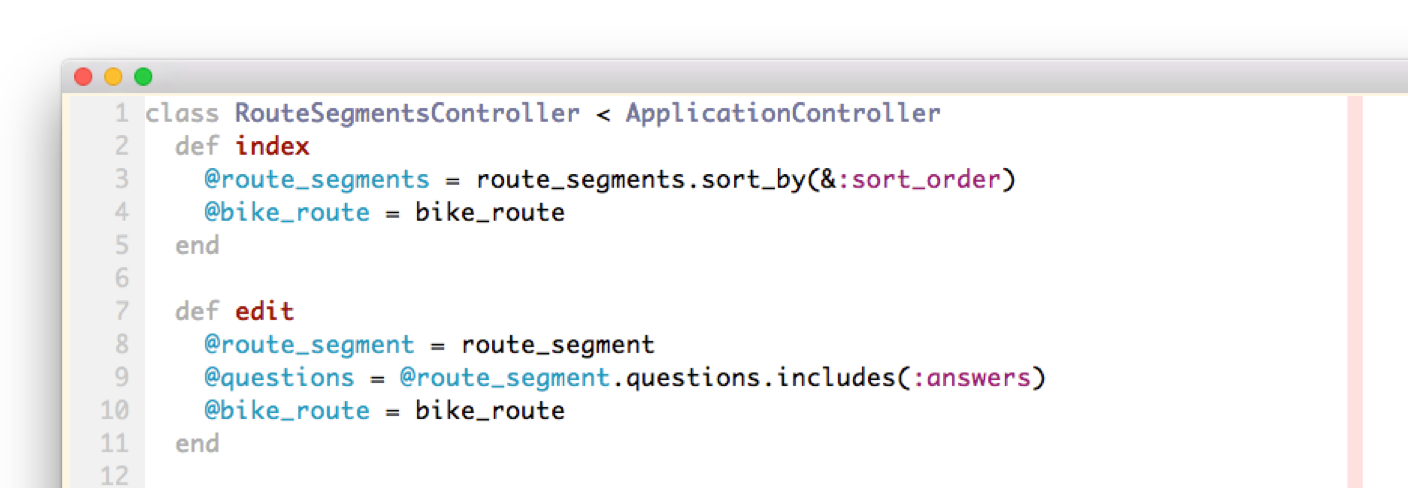 1 class RouteSegmentsController < ApplicationController
2   def index
3     @route_segments = route_segments.sort_by(&:sort_order)
4     @bike_route = bike_route
5   end
6
7   def edit
8     @route_segment = route_segment
9     @questions = @route_segment.questions.includes(:answers)
10     @bike_route = bike_route
11   end
12